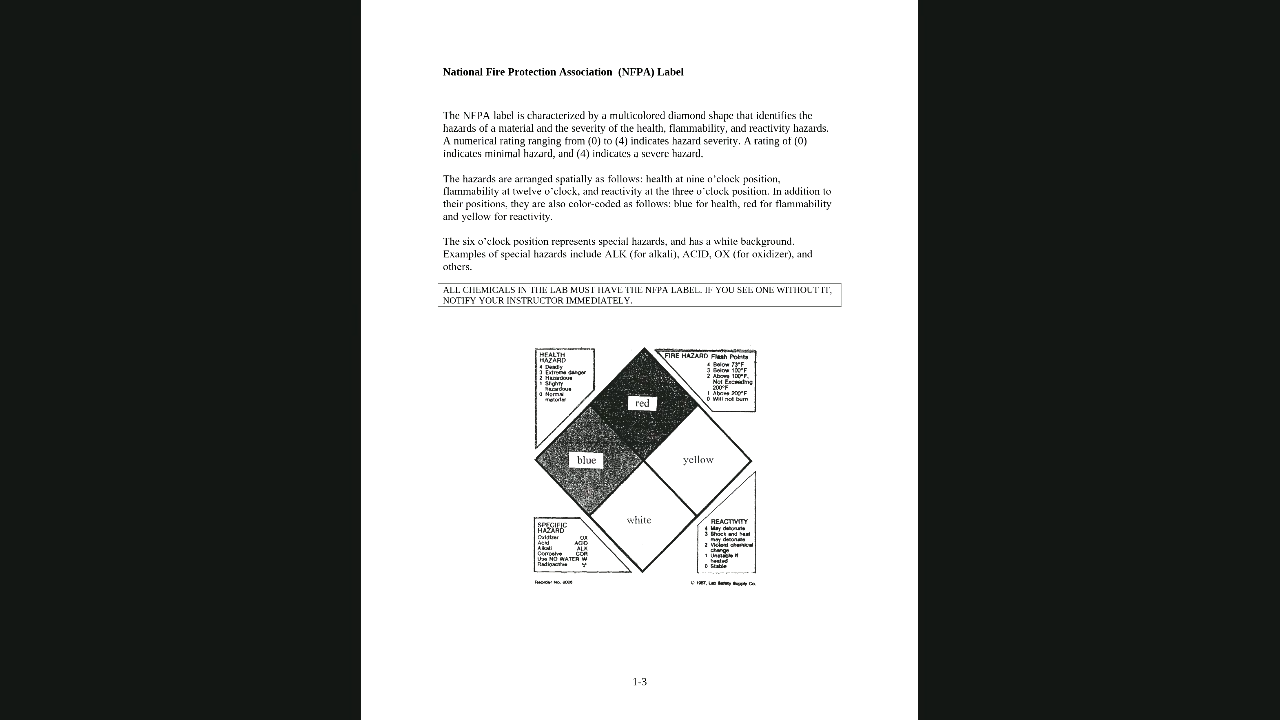 National Fire Protection Association  (NFPA) Label
The NFPA label is characterized by a multicolored diamond shape that identifies the
hazards of a material and the severity of the health, flammability, and reactivity hazards.
A numerical rating ranging from (0) to (4) indicates hazard severity. A rating of (0)
indicates minimal hazard, and (4) indicates a severe hazard.
The hazards are arranged spatially as follows: health at nine o'clock position,
flammability at twelve o'clock, and reactivity at the three o'clock position. In addition to
their positions, they are also color-coded as follows: blue for health, red for flammability
and yellow for reactivity.
The six o'clock position represents special hazards, and has a white background.
Examples of special hazards include ALK (for alkali), ACID, OX (for oxidizer), and
others.
ALL CHEMICALS IN THE LAB MUST HAVE THE NFPA LABEL. IF YOU SEE ONE WITHOUT IT,
NOTIFY YOUR INSTRUCTOR IMMEDIATELY.
HEALTH
HAZARD
4 Deadly
3 Extreme danger
2 Hazardous
1 Slightly
hazardous
0 Normal
material
FIRE HAZARD Flash Points
4 Below 73°F
3 Below 100°F
2 Above 100°F,
Not Exceeding
200°F
1 Above 200°F
0 Will not burn
red
blue
yellow
white
SPECIFIC
HAZARD
Oxidizer OX
Acid ACID
Alkali ALK
Corrosive COR
Use NO WATER W
Radioactive
REACTIVITY
4 May detonate
3 Shock and heat
may detonate
2 Violent chemical
change
1 Unstable if
heated
0 Stable
Reorder No.
© 1987, Lab Safety Supply Co.
1-3